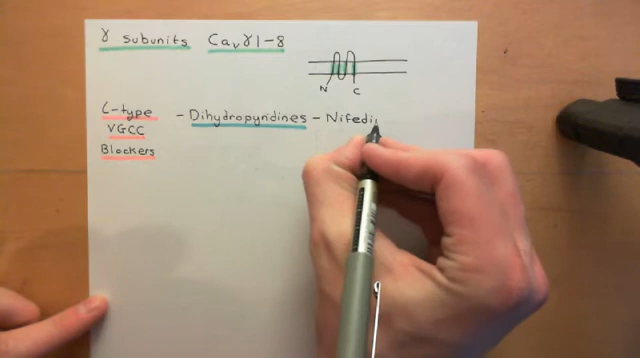 γ subunits Caᵥγ1-8
N C
L-type - Dihydropyridines - Nifedi
VGCC
Blockers